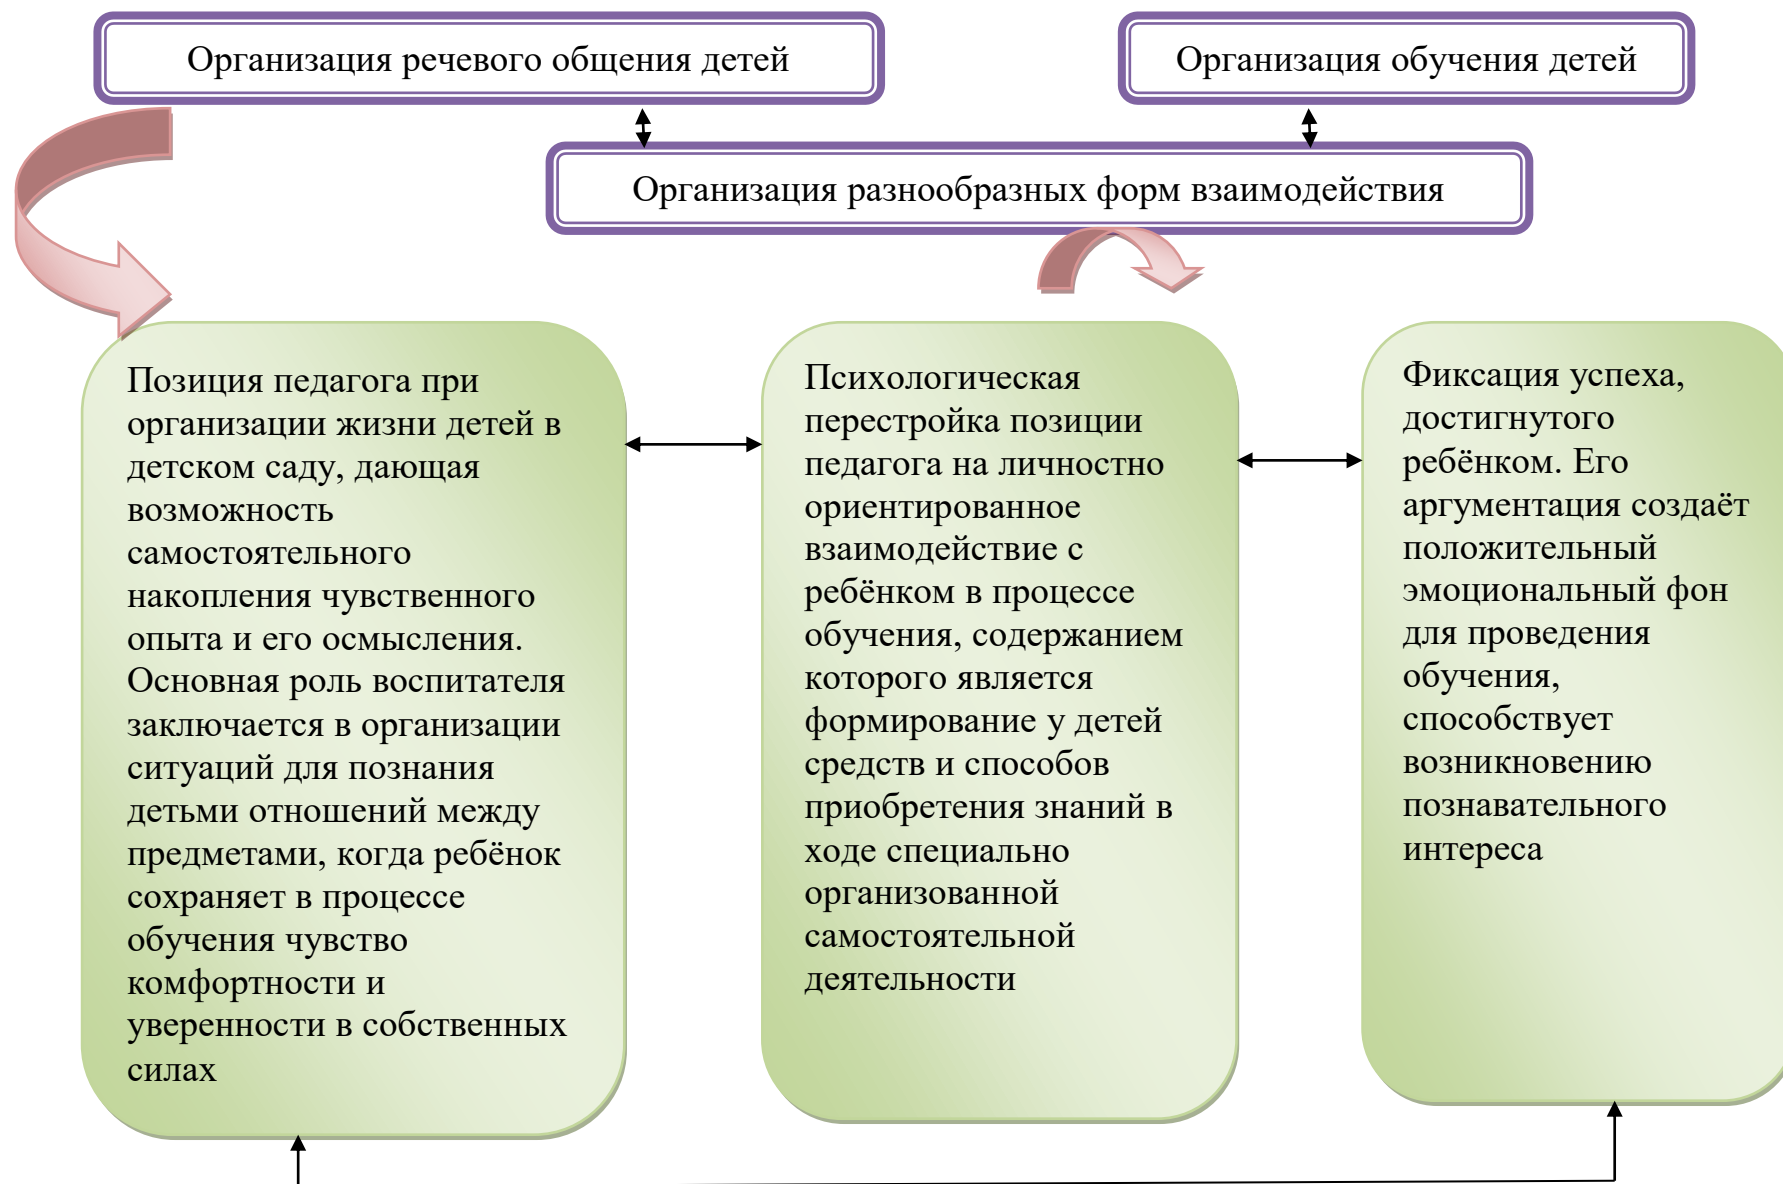 Организация речевого общения детей
Организация обучения детей
Организация разнообразных форм взаимодействия
Позиция педагога при
организации жизни детей в
детском саду, дающая
возможность
самостоятельного
накопления чувственного
опыта и его осмысления.
Основная роль воспитателя
заключается в организации
ситуаций для познания
детьми отношений между
предметами, когда ребёнок
сохраняет в процессе
обучения чувство
комфортности и
уверенности в собственных
силах
Психологическая
перестройка позиции
педагога на личностно
ориентированное
взаимодействие с
ребёнком в процессе
обучения, содержанием
которого является
формирование у детей
средств и способов
приобретения знаний в
ходе специально
организованной
самостоятельной
деятельности
Фиксация успеха,
достигнутого
ребёнком. Его
аргументация создаёт
положительный
эмоциональный фон
для проведения
обучения,
способствует
возникновению
познавательного
интереса